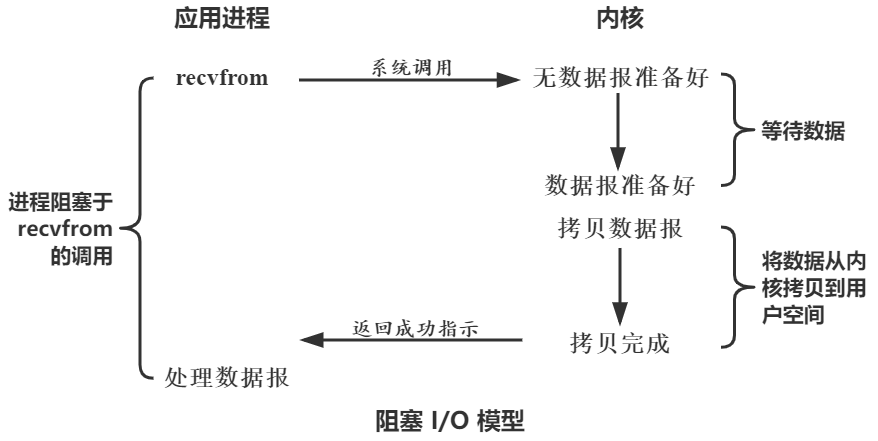 应用进程
内核
recvfrom
系统调用
无数据报准备好
等待数据
数据报准备好
进程阻塞于
recvfrom
的调用
拷贝数据报
将数据从内
核拷贝到用
户空间
返回成功指示
拷贝完成
处理数据报
阻塞 I/O 模型